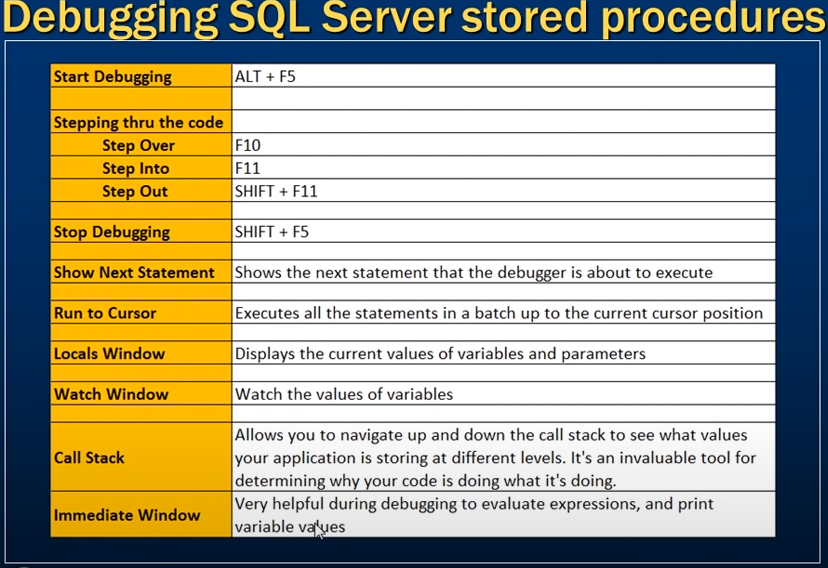 Debugging SQL Server stored procedures
Start Debugging ALT + F5
Stepping thru the code
Step Over F10
Step Into F11
Step Out SHIFT + F11
Stop Debugging SHIFT + F5
Show Next Statement Shows the next statement that the debugger is about to execute
Run to Cursor Executes all the statements in a batch up to the current cursor position
Locals Window Displays the current values of variables and parameters
Watch Window Watch the values of variables
Call Stack Allows you to navigate up and down the call stack to see what values
your application is storing at different levels. It's an invaluable tool for
determining why your code is doing what it's doing.
Immediate Window Very helpful during debugging to evaluate expressions, and print
variable values